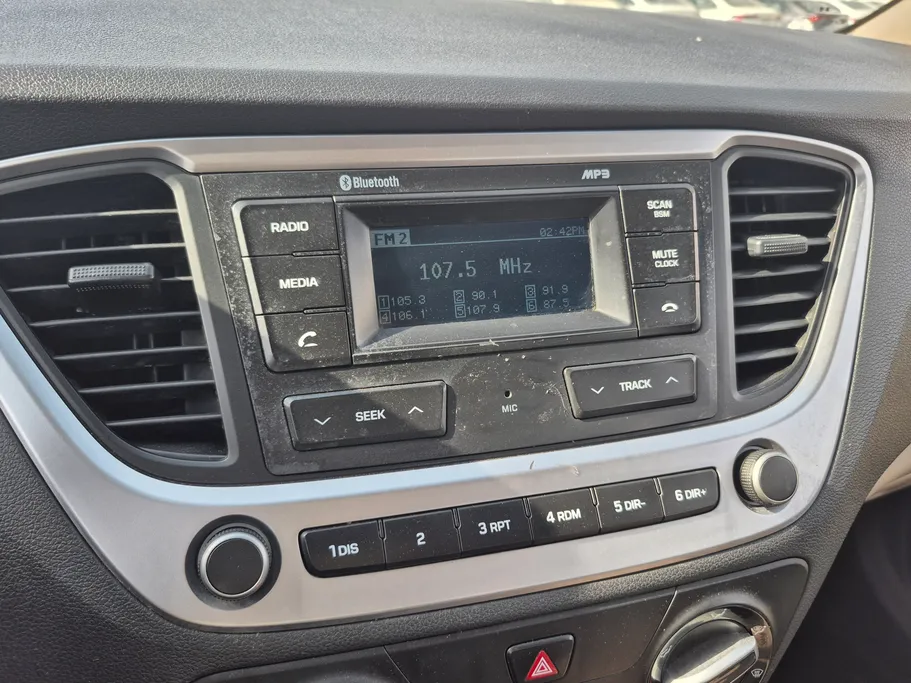 Bluetooth MP3
RADIO
MEDIA
FM2 02:42PM
107.5 MHz
1 105.3 2 90.1 3 91.9
4 106.1 5 107.9 6 87.5
SCAN
BSM
MUTE
CLOCK
SEEK
MIC
TRACK
1 DIS 2 3 RPT 4 RDM 5 DIR- 6 DIR+